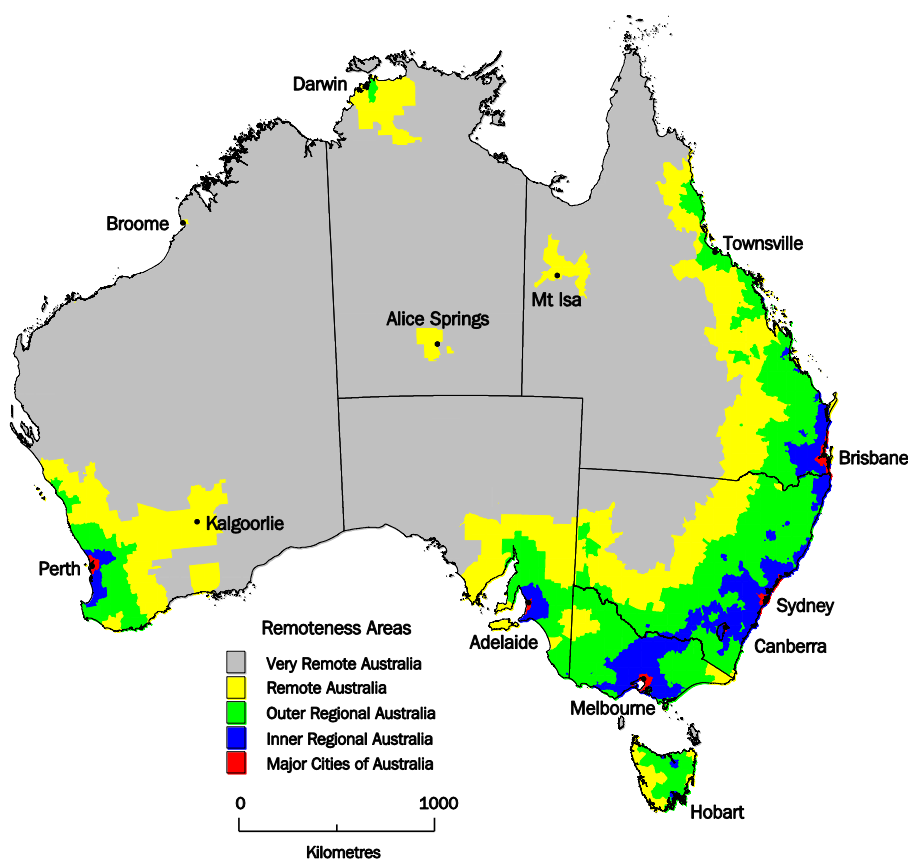 Darwin
Broome
Townsville
Mt Isa
Alice Springs
Brisbane
Kalgoorlie
Perth
Sydney
Adelaide
Canberra
Melbourne
Hobart
Remoteness Areas
Very Remote Australia
Remote Australia
Outer Regional Australia
Inner Regional Australia
Major Cities of Australia
0 1000
Kilometres